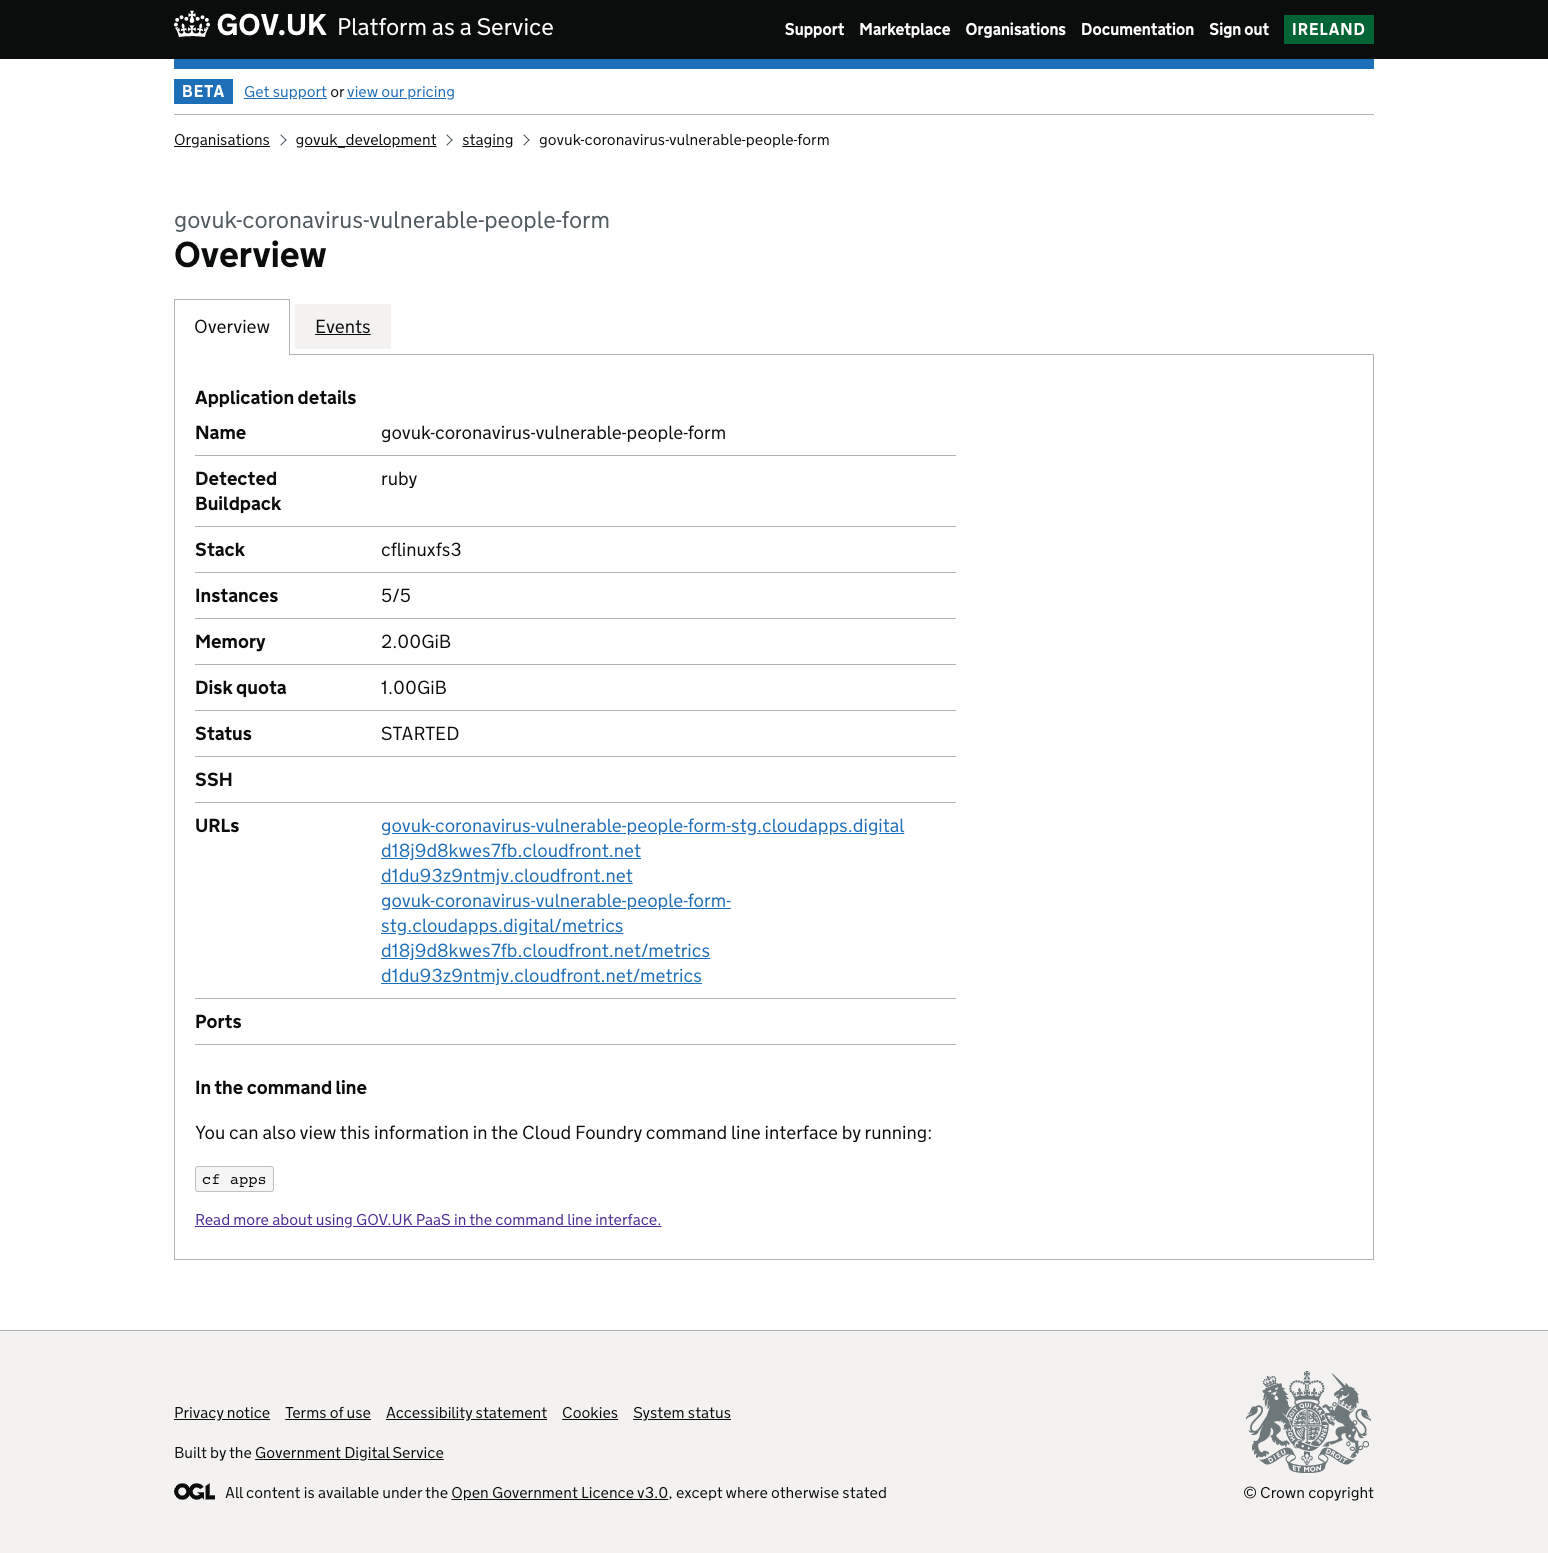 GOV.UK Platform as a Service
Support Marketplace Organisations Documentation Sign out IRELAND
BETA Get support or view our pricing
Organisations govuk_development staging govuk-coronavirus-vulnerable-people-form
govuk-coronavirus-vulnerable-people-form
Overview
Overview Events
Application details
Name govuk-coronavirus-vulnerable-people-form
Detected ruby
Buildpack
Stack cflinuxfs3
Instances 5/5
Memory 2.00GiB
Disk quota 1.00GiB
Status STARTED
SSH
URLs govuk-coronavirus-vulnerable-people-form-stg.cloudapps.digital
d18j9d8kwes7fb.cloudfront.net
d1du93z9ntmjv.cloudfront.net
govuk-coronavirus-vulnerable-people-form-
stg.cloudapps.digital/metrics
d18j9d8kwes7fb.cloudfront.net/metrics
d1du93z9ntmjv.cloudfront.net/metrics
Ports
In the command line
You can also view this information in the Cloud Foundry command line interface by running:
cf apps
Read more about using GOV.UK PaaS in the command line interface.
Privacy notice Terms of use Accessibility statement Cookies System status
Built by the Government Digital Service
OGL All content is available under the Open Government Licence v3.0, except where otherwise stated
DIEU ET MON DROIT
© Crown copyright